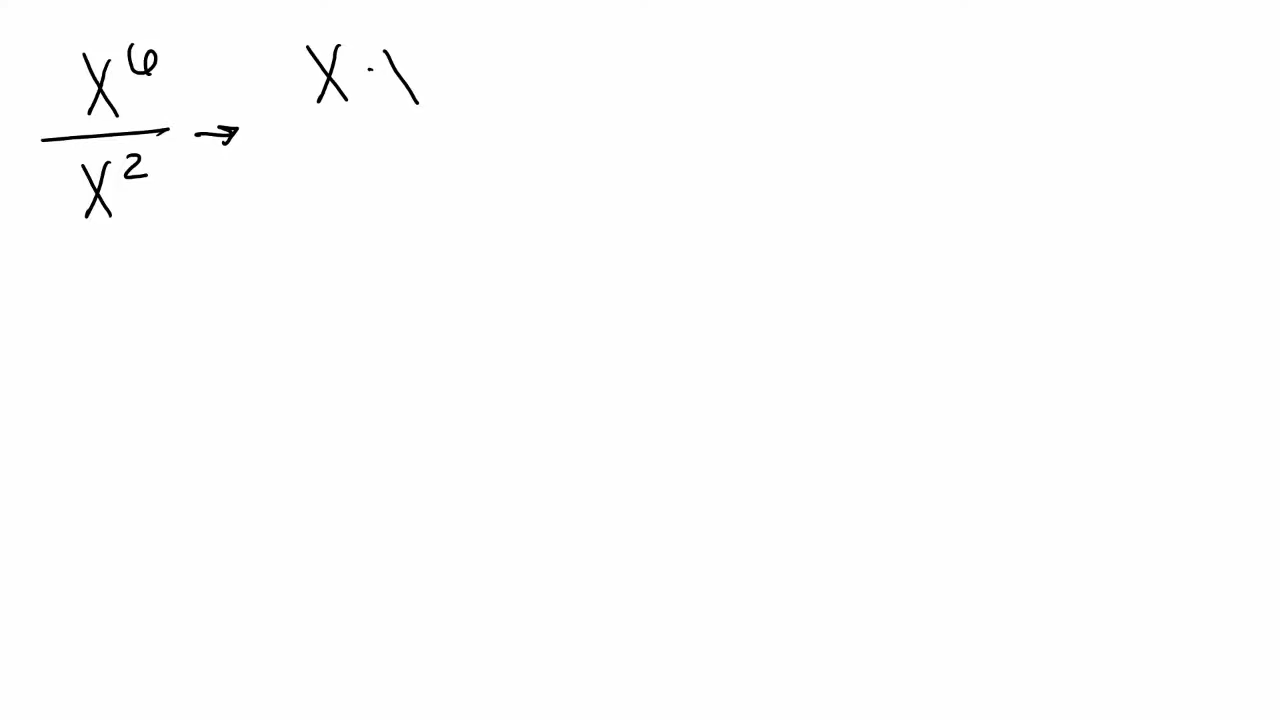 x^6 / x^2 → x · \